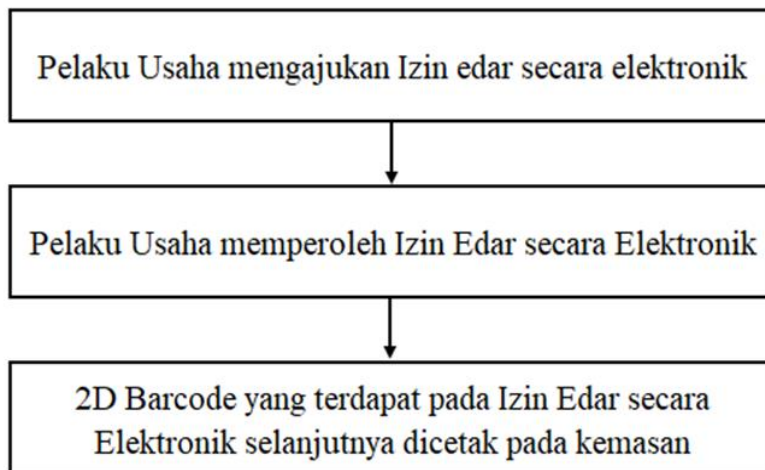 Pelaku Usaha mengajukan Izin edar secara elektronik
Pelaku Usaha memperoleh Izin Edar secara Elektronik
2D Barcode yang terdapat pada Izin Edar secara
Elektronik selanjutnya dicetak pada kemasan